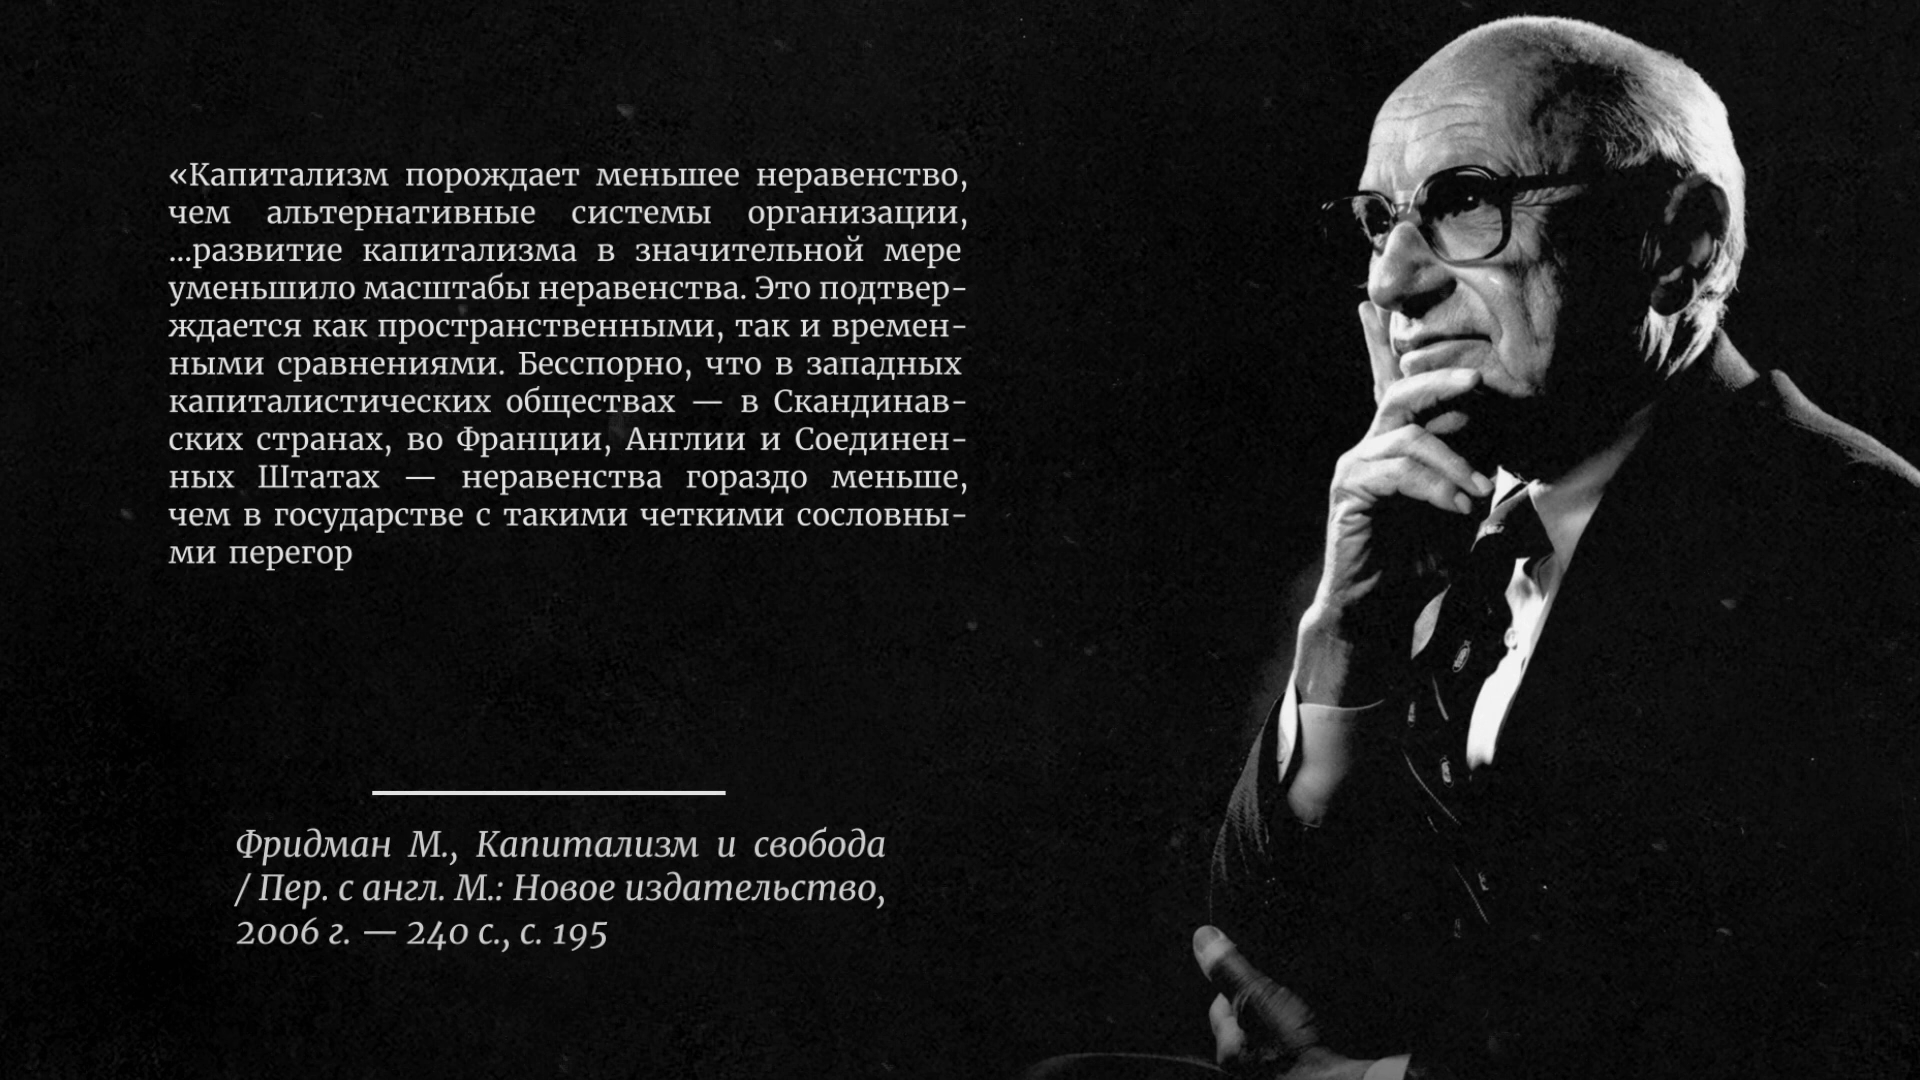 «Капитализм порождает меньшее неравенство,
чем альтернативные системы организации,
...развитие капитализма в значительной мере
уменьшило масштабы неравенства. Это подтвер-
ждается как пространственными, так и времен-
ными сравнениями. Бесспорно, что в западных
капиталистических обществах — в Скандинав-
ских странах, во Франции, Англии и Соединен-
ных Штатах — неравенства гораздо меньше,
чем в государстве с такими четкими сословны-
ми перегор
Фридман М., Капитализм и свобода
/ Пер. с англ. М.: Новое издательство,
2006 г. — 240 с., с. 195